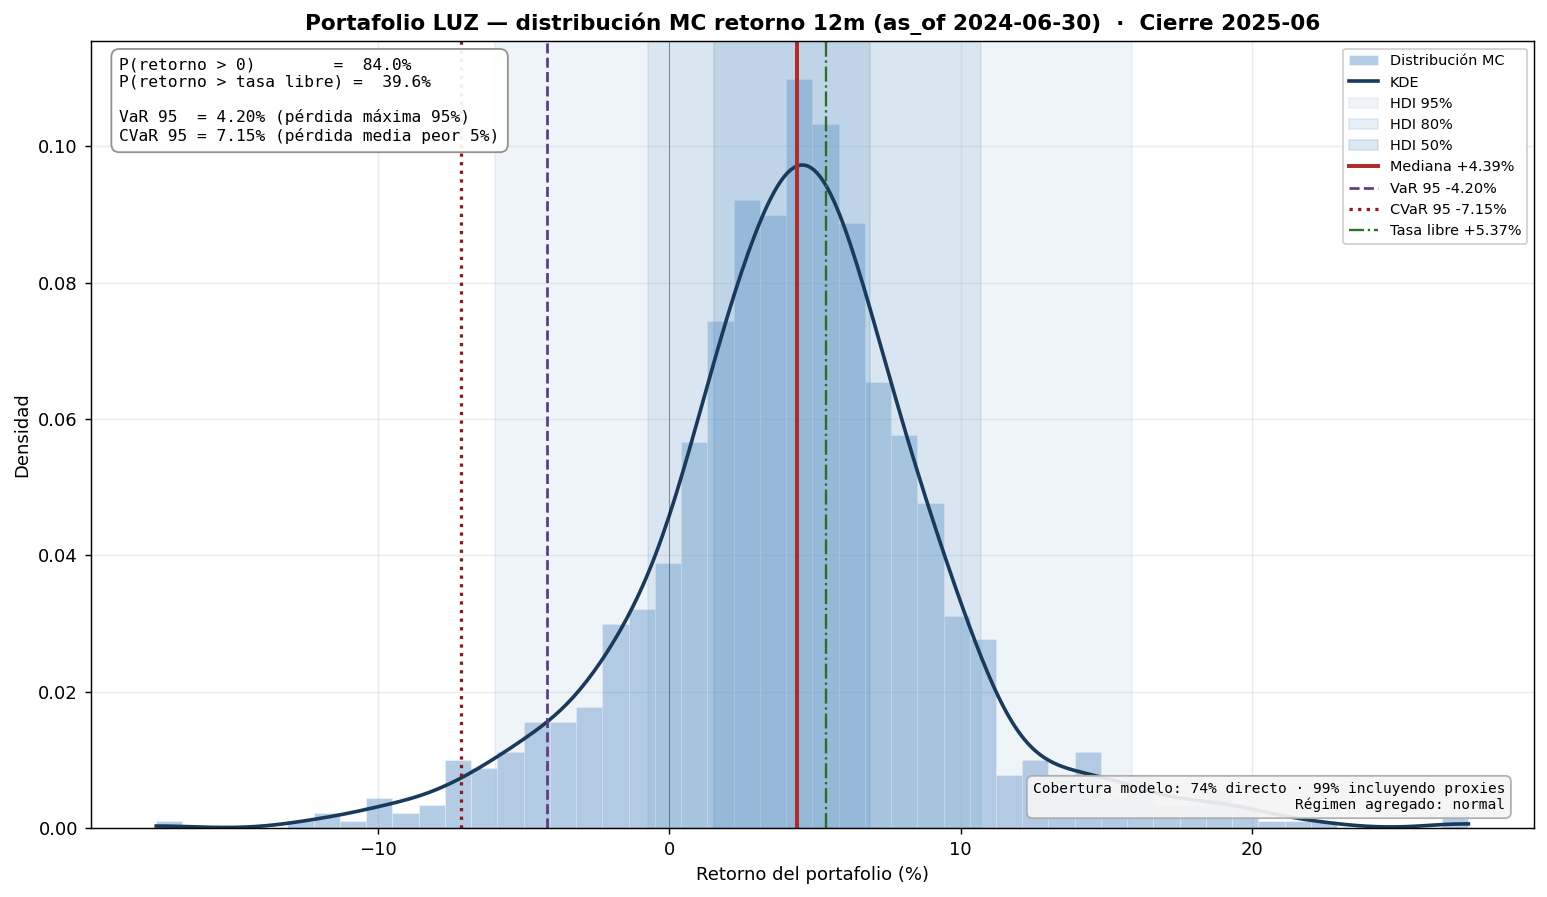 Portafolio LUZ — distribución MC retorno 12m (as_of 2024-06-30)  ·  Cierre 2025-06
P(retorno > 0)        =  84.0%
P(retorno > tasa libre) =  39.6%
VaR 95  = 4.20% (pérdida máxima 95%)
CVaR 95 = 7.15% (pérdida media peor 5%)
Distribución MC
KDE
HDI 95%
HDI 80%
HDI 50%
Mediana +4.39%
VaR 95 -4.20%
CVaR 95 -7.15%
Tasa libre +5.37%
0.10
0.08
0.06
0.04
0.02
0.00
Densidad
Cobertura modelo: 74% directo · 99% incluyendo proxies
Régimen agregado: normal
−10
0
10
20
Retorno del portafolio (%)